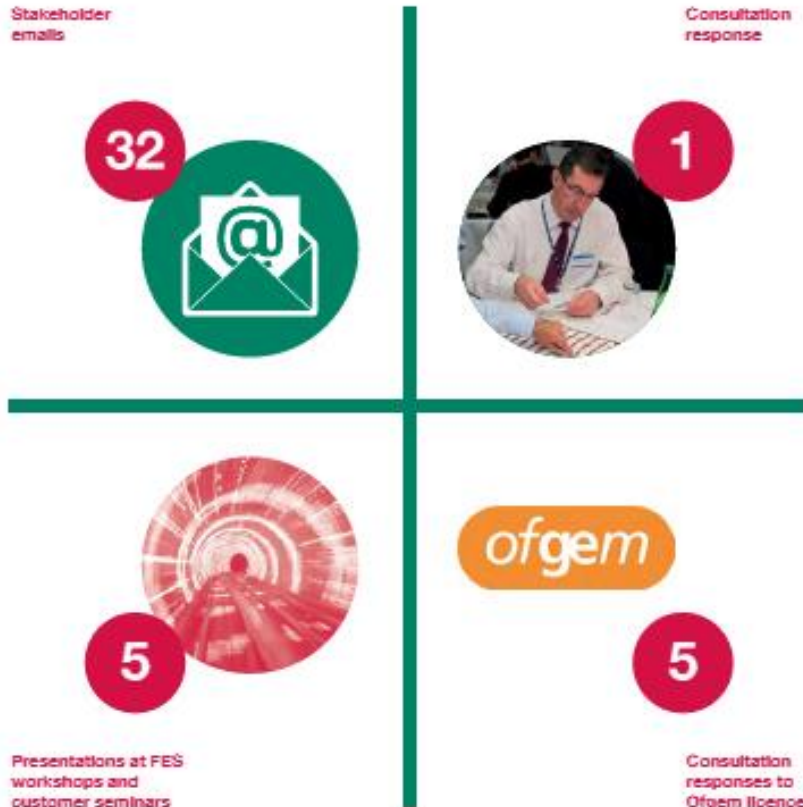 Stakeholder
emails
Consultation
response
32
1
@
ofgem
5
5
Presentations at FES
workshops and
customer seminars
Consultation
responses to
Ofgem licence